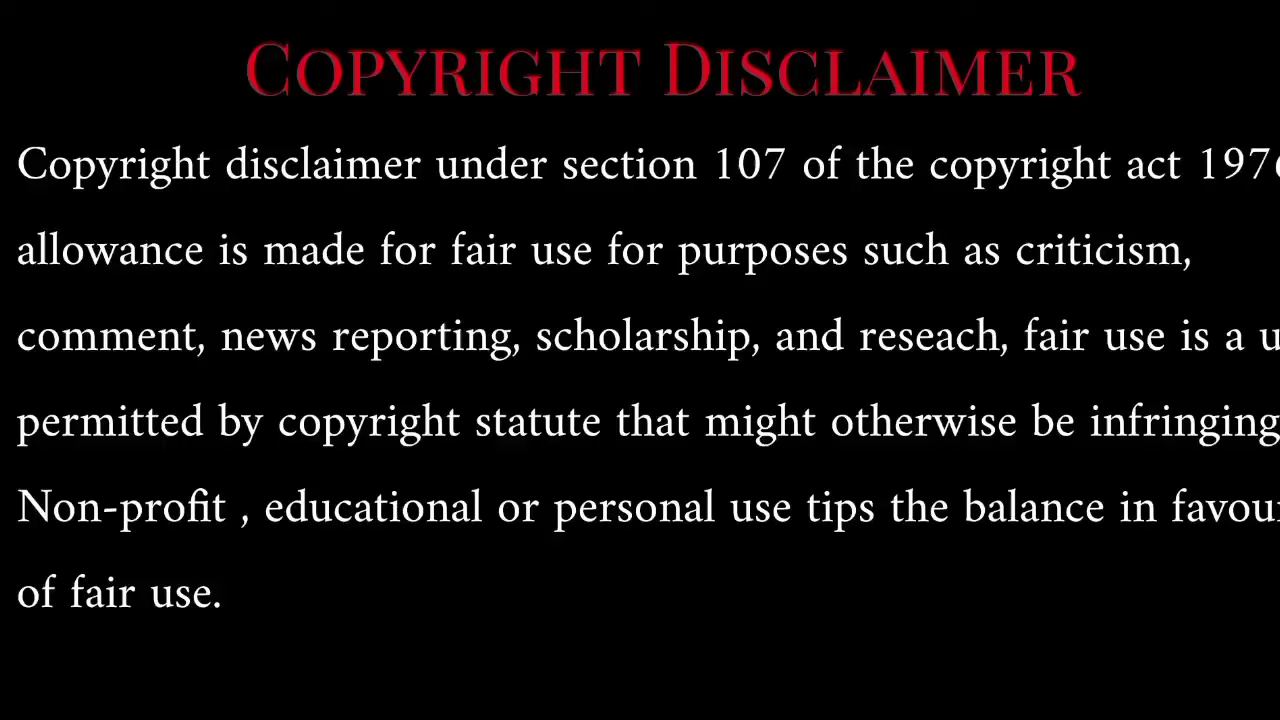 Copyright Disclaimer
Copyright disclaimer under section 107 of the copyright act 197
allowance is made for fair use for purposes such as criticism,
comment, news reporting, scholarship, and reseach, fair use is a
permitted by copyright statute that might otherwise be infringing
Non-profit , educational or personal use tips the balance in favou
of fair use.